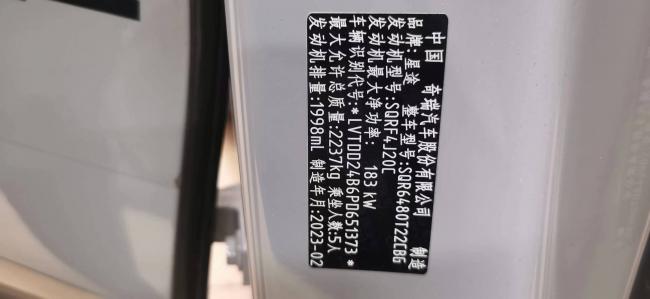 中国 奇瑞汽车股份有限公司 制造
品牌:星途 整车型号:SQR6480T22LBG
发动机型号:SQRF4J20C
发动机最大净功率: 183 kW
车辆识别代号:*LVTDD24B6PD651373*
最大允许总质量:2237kg 乘坐人数:5人
发动机排量:1998mL 制造年月:2023_02